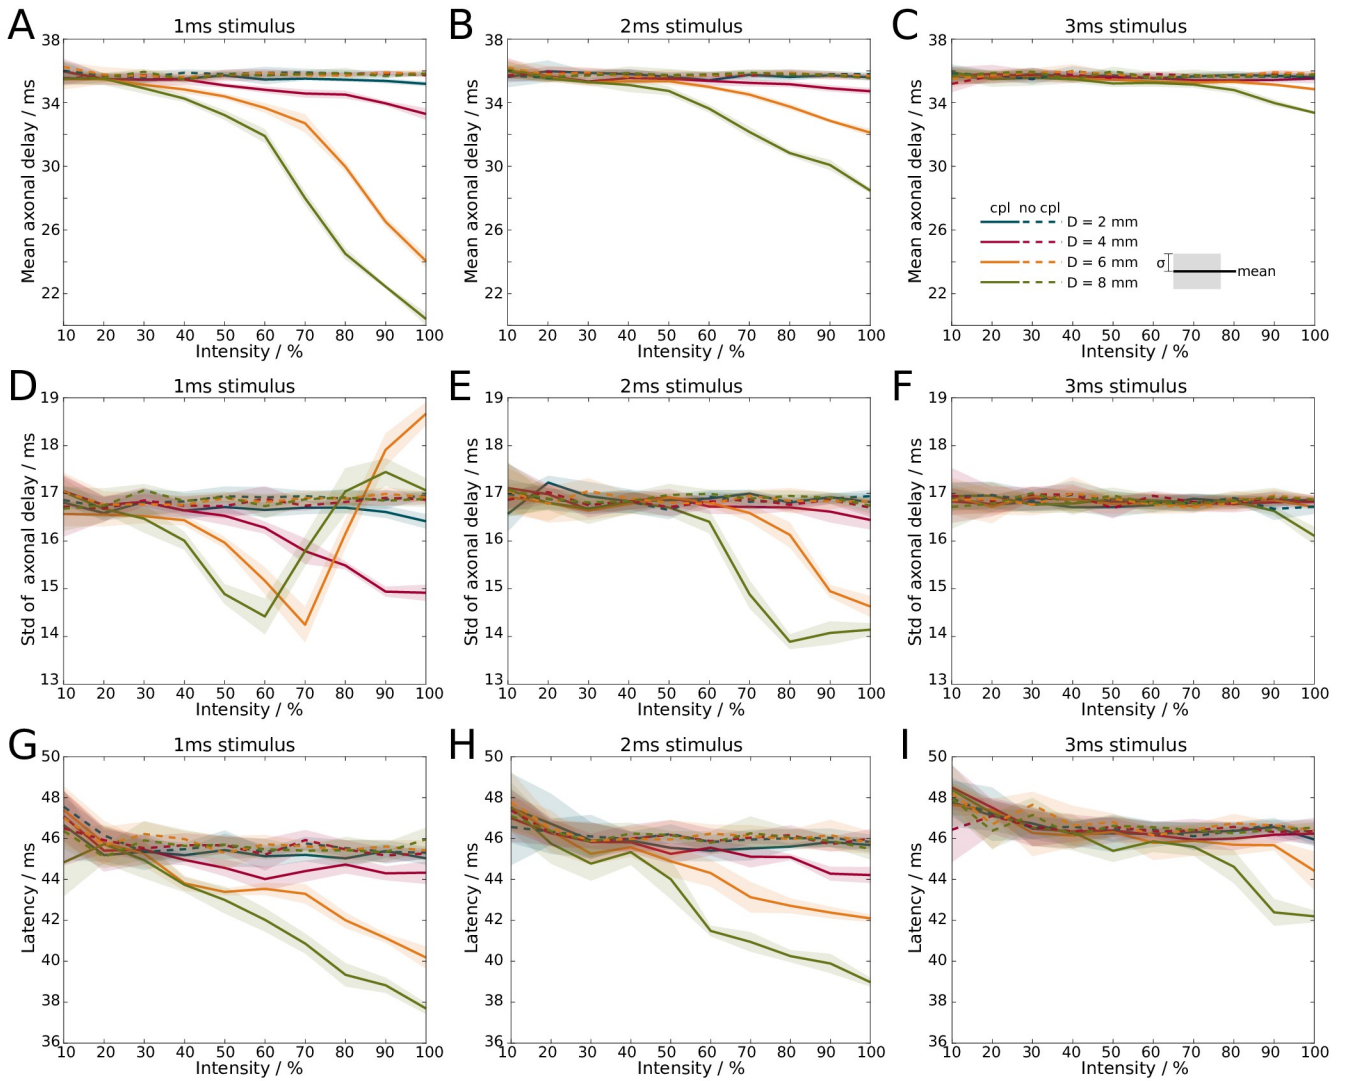 A
1ms stimulus
38
34
30
26
22
Mean axonal delay / ms
10 20 30 40 50 60 70 80 90 100
Intensity / %
B
2ms stimulus
38
34
30
26
22
Mean axonal delay / ms
10 20 30 40 50 60 70 80 90 100
Intensity / %
C
3ms stimulus
38
34
30
26
22
Mean axonal delay / ms
cpl no cpl
D = 2 mm
D = 4 mm
D = 6 mm
D = 8 mm
σ
mean
10 20 30 40 50 60 70 80 90 100
Intensity / %
D
1ms stimulus
19
18
17
16
15
14
13
Std of axonal delay / ms
10 20 30 40 50 60 70 80 90 100
Intensity / %
E
2ms stimulus
19
18
17
16
15
14
13
Std of axonal delay / ms
10 20 30 40 50 60 70 80 90 100
Intensity / %
F
3ms stimulus
19
18
17
16
15
14
13
Std of axonal delay / ms
10 20 30 40 50 60 70 80 90 100
Intensity / %
G
1ms stimulus
50
48
46
44
42
40
38
36
Latency / ms
10 20 30 40 50 60 70 80 90 100
Intensity / %
H
2ms stimulus
50
48
46
44
42
40
38
36
Latency / ms
10 20 30 40 50 60 70 80 90 100
Intensity / %
I
3ms stimulus
50
48
46
44
42
40
38
36
Latency / ms
10 20 30 40 50 60 70 80 90 100
Intensity / %